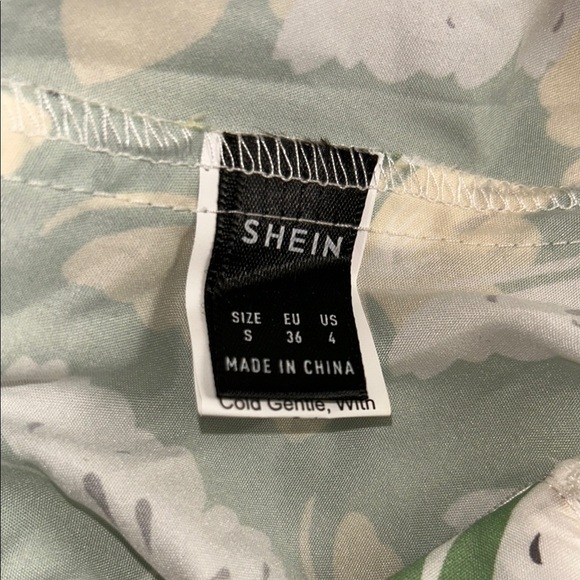 SHEIN
SIZE EU US
S 36 4
MADE IN CHINA
Cold Gentle, With